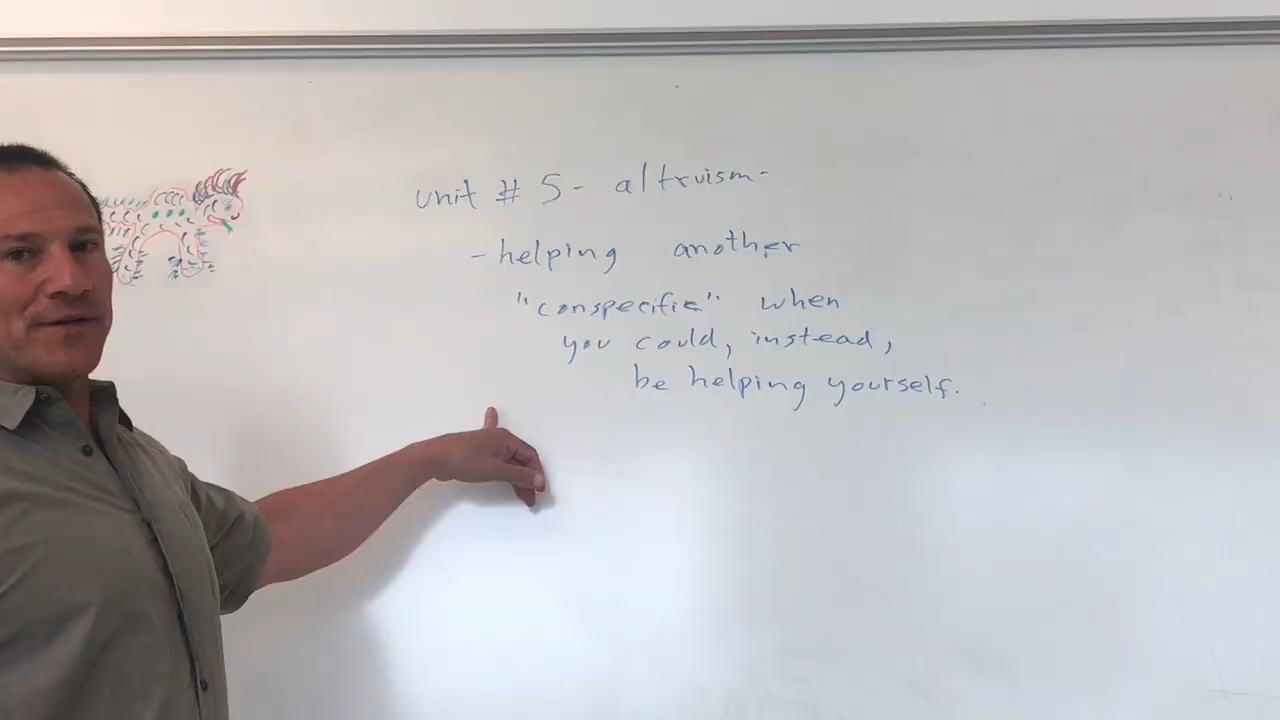 unit # 5 - altruism -
- helping another
"conspecific" when
you could, instead,
be helping yourself.